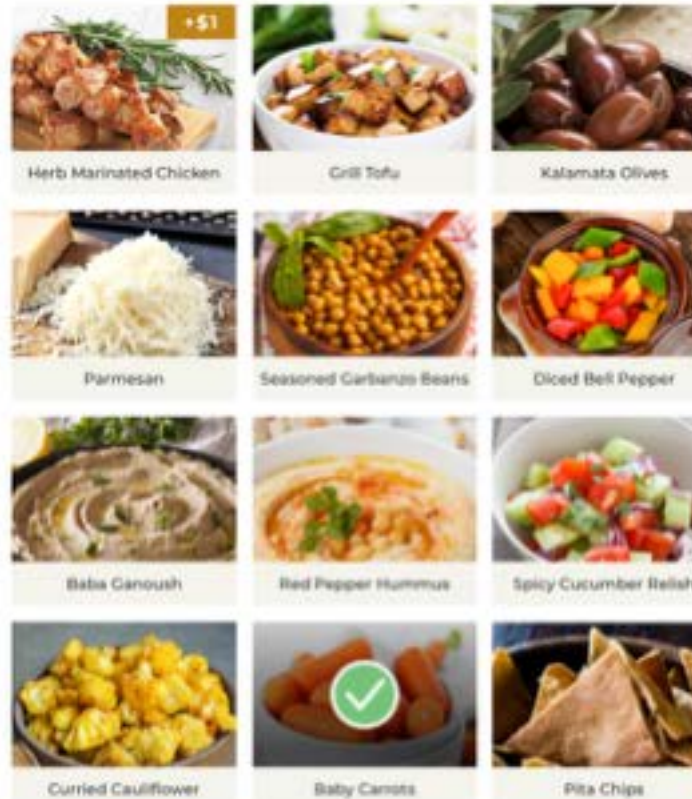 +$1
Herb Marinated Chicken
Grill Tofu
Kalamata Olives
Parmesan
Seasoned Garbanzo Beans
Diced Bell Pepper
Baba Ganoush
Red Pepper Hummus
Spicy Cucumber Relish
Curried Cauliflower
Baby Carrots
Pita Chips